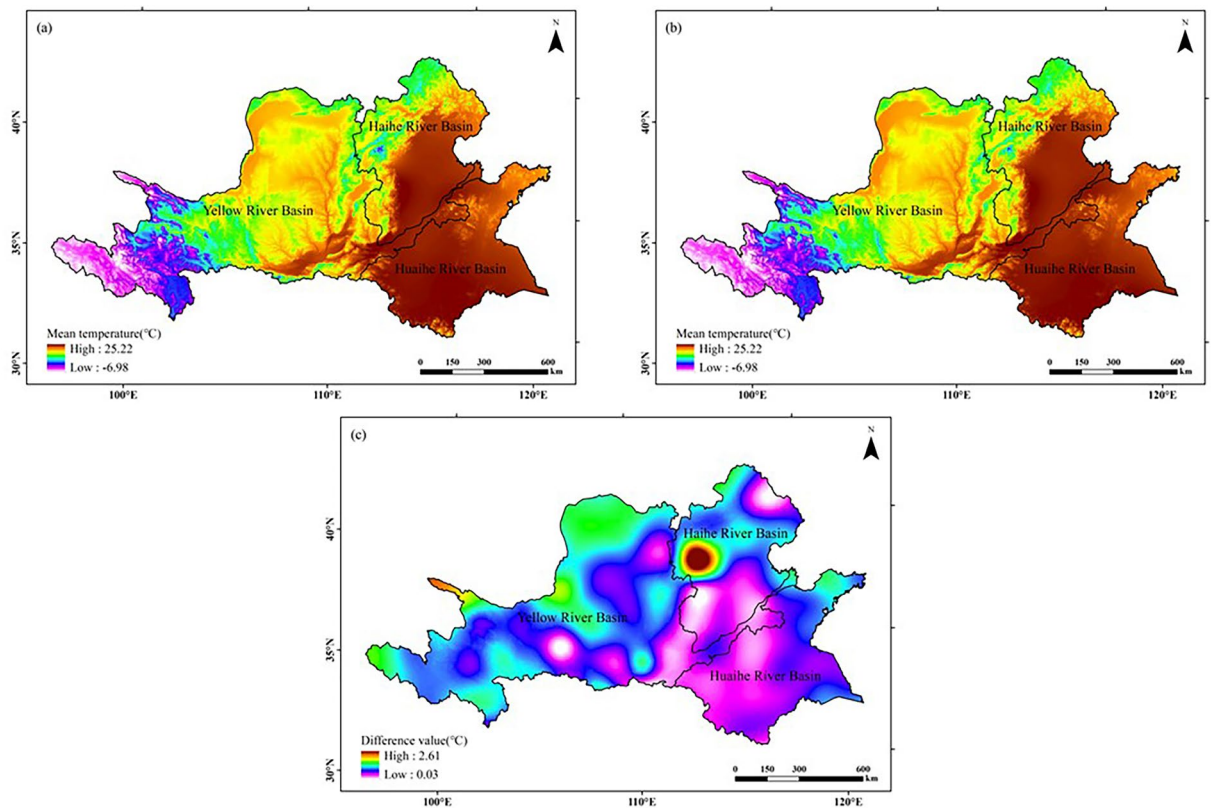 (a)
N
40°N
35°N
30°N
Haihe River Basin
Yellow River Basin
Huaihe River Basin
Mean temperature(°C)
High : 25.22
Low : -6.98
0 150 300 600
km
100°E 110°E 120°E
(b)
N
40°N
35°N
30°N
Haihe River Basin
Yellow River Basin
Huaihe River Basin
Mean temperature(°C)
High : 25.22
Low : -6.98
0 150 300 600
km
100°E 110°E 120°E
(c)
N
40°N
35°N
30°N
Haihe River Basin
Yellow River Basin
Huaihe River Basin
Difference value(°C)
High : 2.61
Low : 0.03
0 150 300 600
km
100°E 110°E 120°E